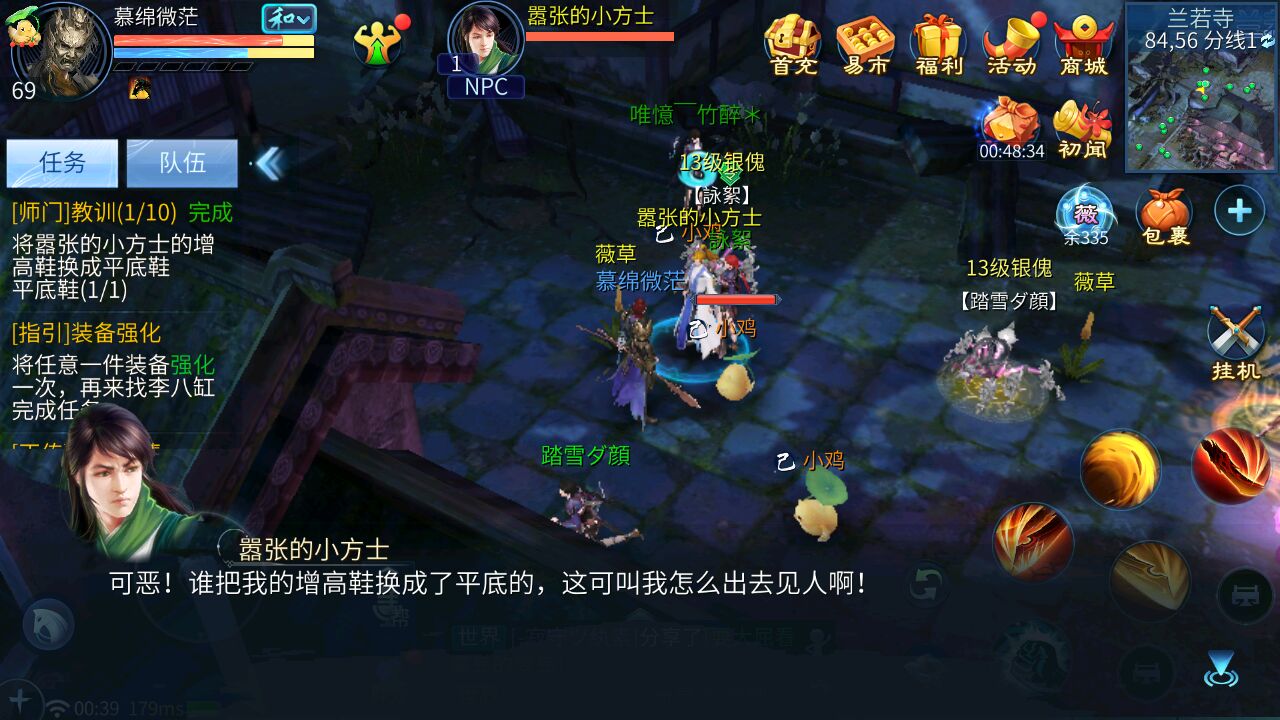 慕绵微茫
和
69
嚣张的小方士
1
NPC
首充
易市
福利
活动
商城
兰若寺
84,56 分线1
00:48:34
初闻
任务
队伍
[师门]教训(1/10) 完成
将嚣张的小方士的增
高鞋换成平底鞋
平底鞋(1/1)
[指引]装备强化
将任意一件装备强化
一次，再来找李八缸
完成任务
唯憶￣竹醉＊
13级银傀
【詠絮】
嚣张的小方士
己 小鸡
詠絮
薇草
慕绵微茫
己 小鸡
薇
余335
包裹
13级银傀
薇草
【踏雪ダ顔】
挂机
踏雪ダ顔
己 小鸡
嚣张的小方士
可恶！谁把我的增高鞋换成了平底的，这可叫我怎么出去见人啊！
帮
世界
00:39 179ms